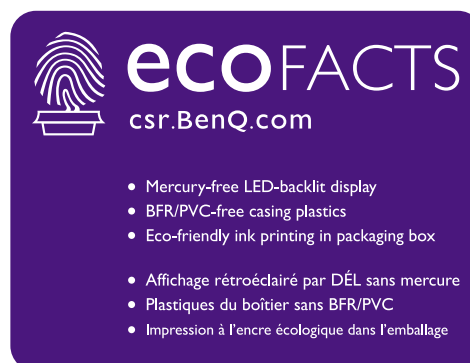 ecoFACTS
csr.BenQ.com
• Mercury-free LED-backlit display
• BFR/PVC-free casing plastics
• Eco-friendly ink printing in packaging box
• Affichage rétroéclairé par DÉL sans mercure
• Plastiques du boîtier sans BFR/PVC
• Impression à l'encre écologique dans l'emballage